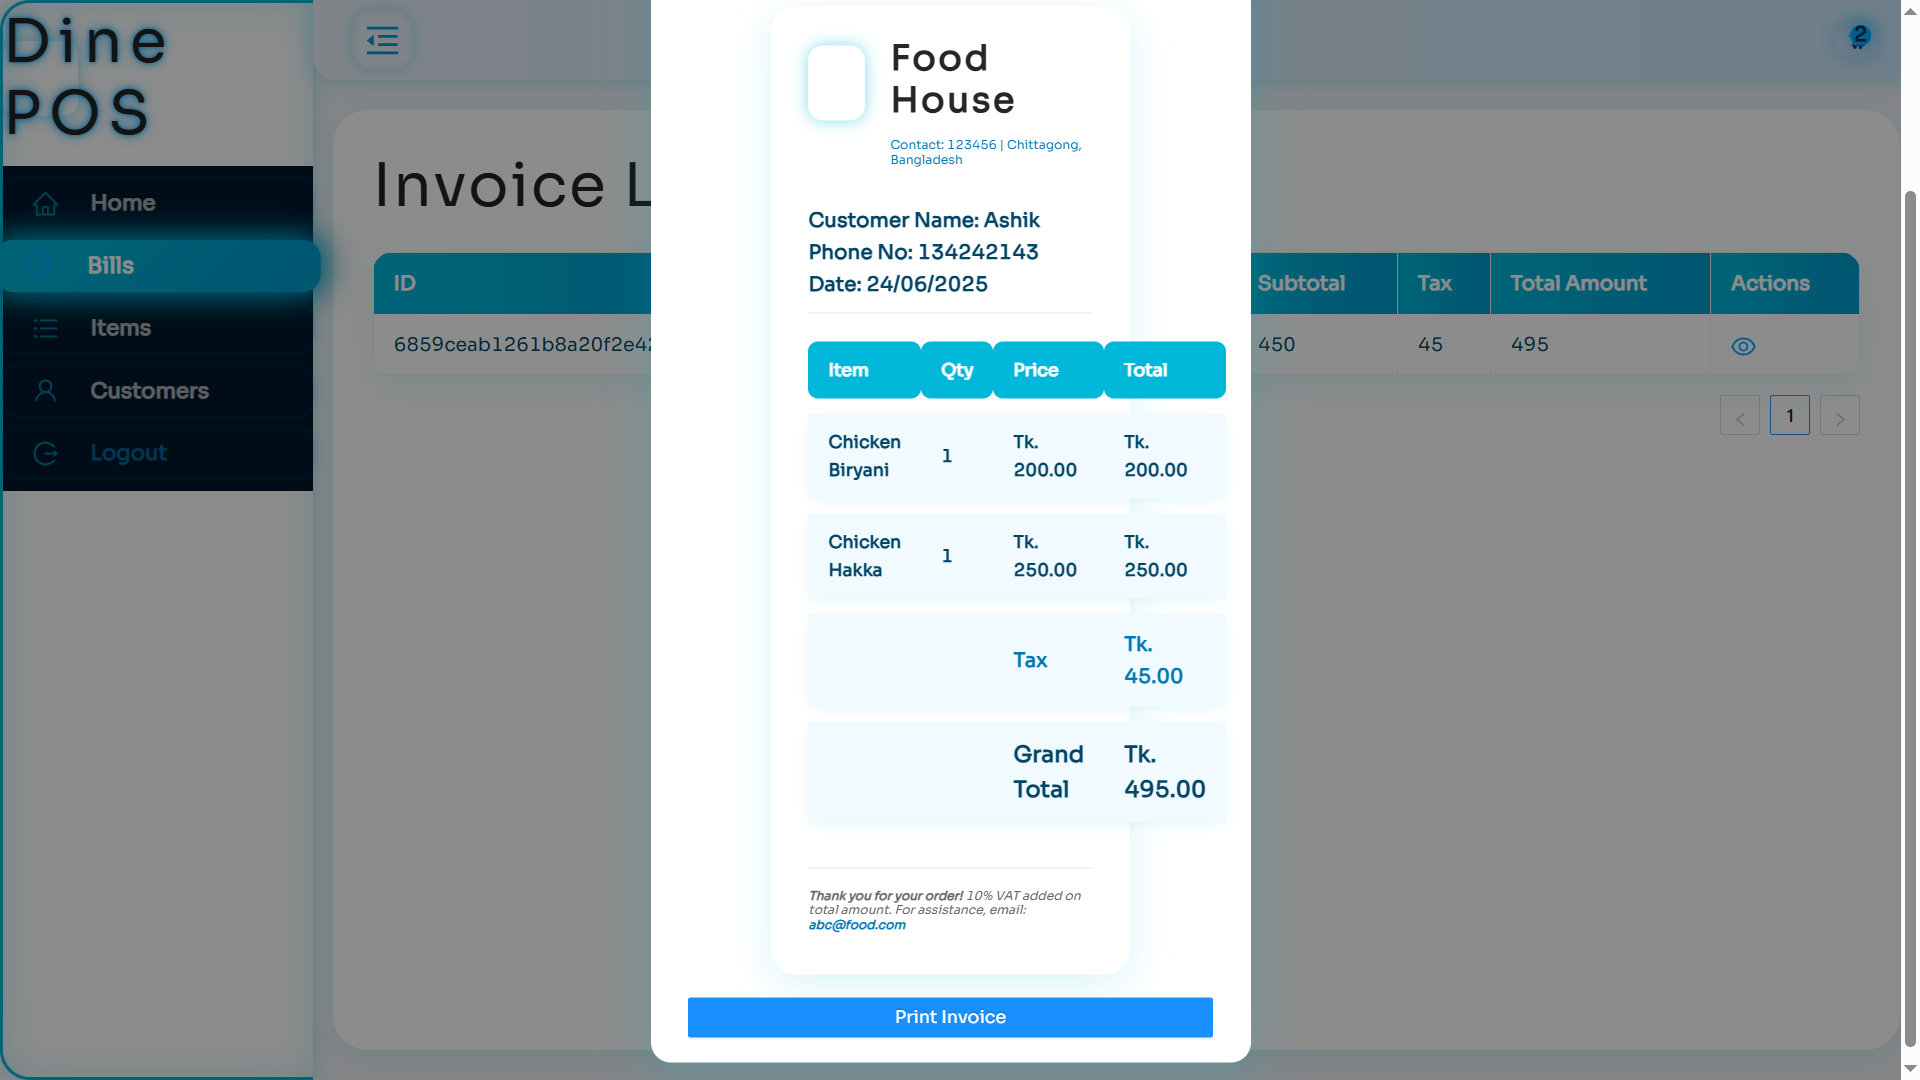 Dine
POS
2
Home
Bills
Items
Customers
Logout
Invoice L
ID
Subtotal
Tax
Total Amount
Actions
6859ceab1261b8a20f2e42
450
45
495
1
Food
House
Contact: 123456 | Chittagong,
Bangladesh
Customer Name: Ashik
Phone No: 134242143
Date: 24/06/2025
Item Qty Price Total
Chicken
Biryani
1
Tk.
200.00
Tk.
200.00
Chicken
Hakka
1
Tk.
250.00
Tk.
250.00
Tax
Tk.
45.00
Grand
Total
Tk.
495.00
Thank you for your order! 10% VAT added on
total amount. For assistance, email:
abc@food.com
Print Invoice